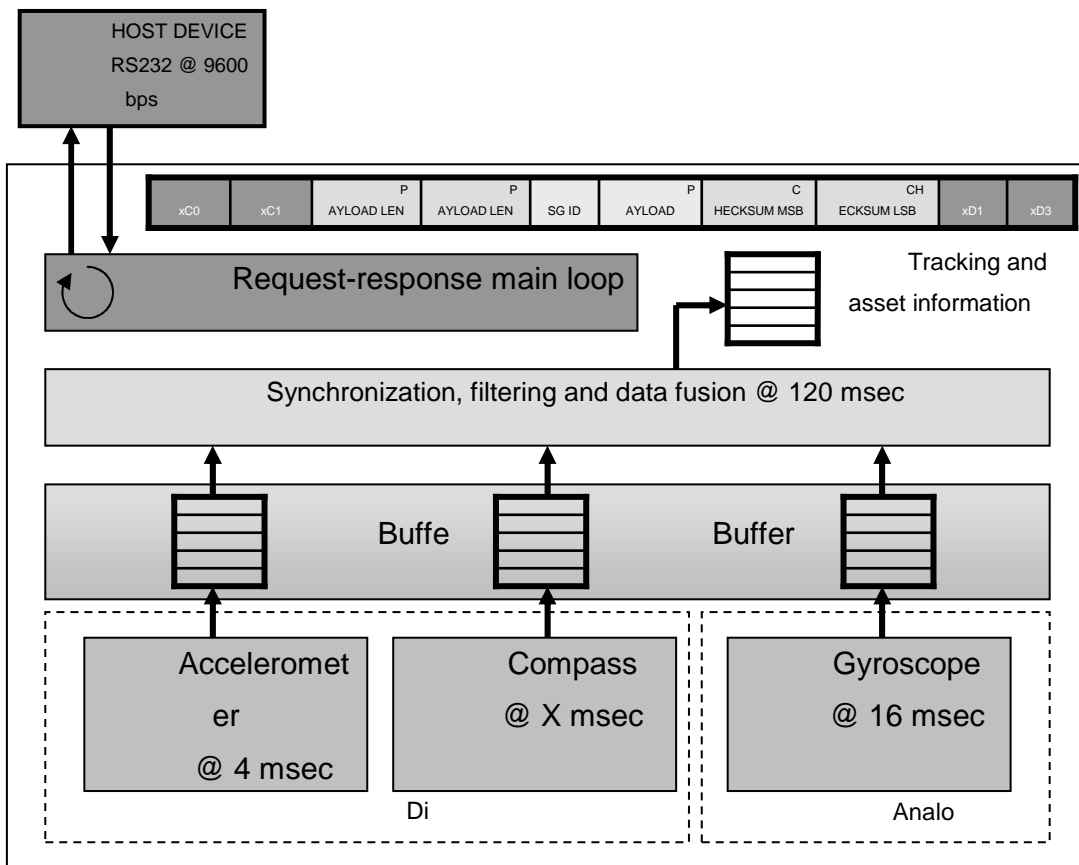 HOST DEVICE
RS232 @ 9600
bps
xC0
xC1
P
AYLOAD LEN
P
AYLOAD LEN
SG ID
P
AYLOAD
C
HECKSUM MSB
CH
ECKSUM LSB
xD1
xD3
Request-response main loop
Tracking and
asset information
Synchronization, filtering and data fusion @ 120 msec
Buffe
Buffer
Acceleromet
er
@ 4 msec
Compass
@ X msec
Gyroscope
@ 16 msec
Di
Analo